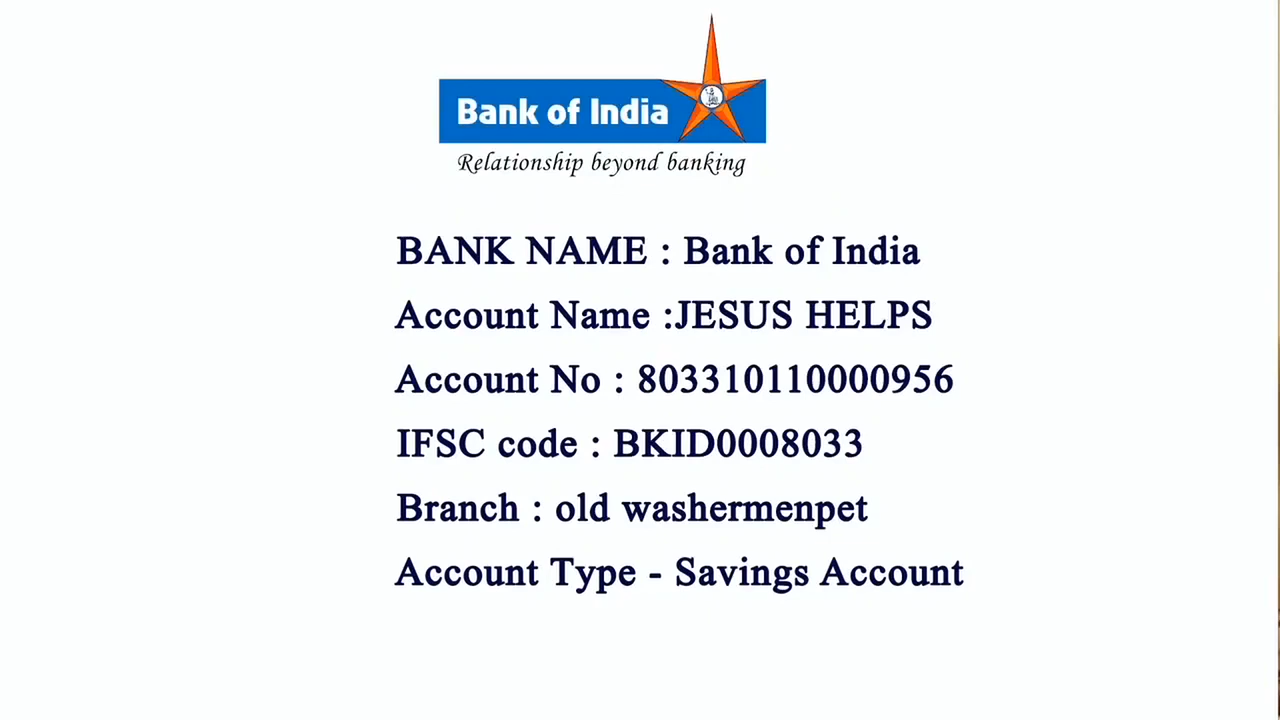 Bank of India
Relationship beyond banking
BANK NAME : Bank of India
Account Name :JESUS HELPS
Account No : 803310110000956
IFSC code : BKID0008033
Branch : old washermenpet
Account Type - Savings Account